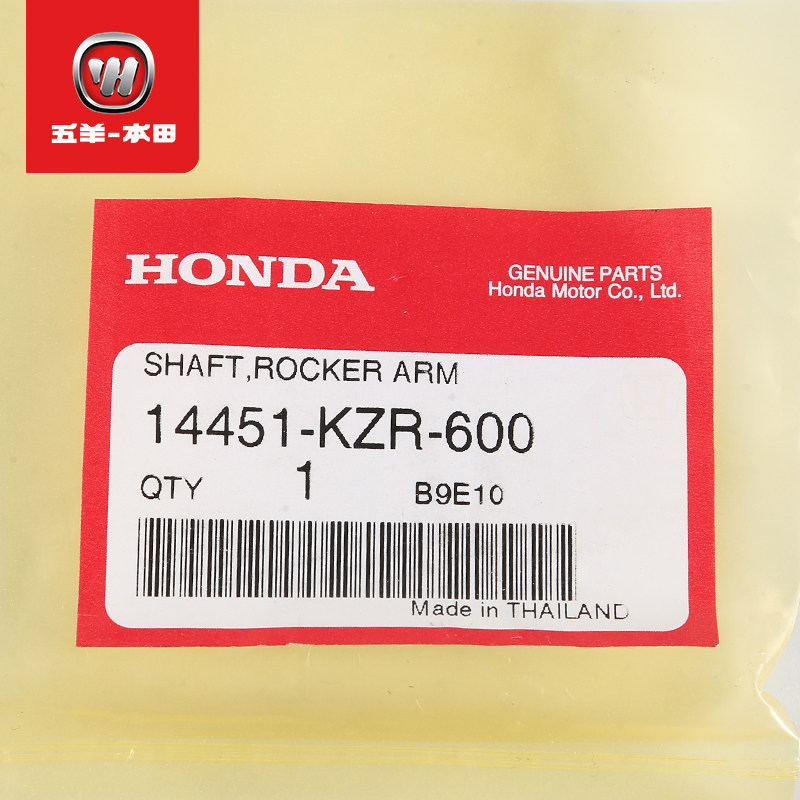 五羊-本田
HONDA
GENUINE PARTS
Honda Motor Co., Ltd.
SHAFT,ROCKER ARM
14451-KZR-600
QTY 1 B9E10
Made in THAILAND